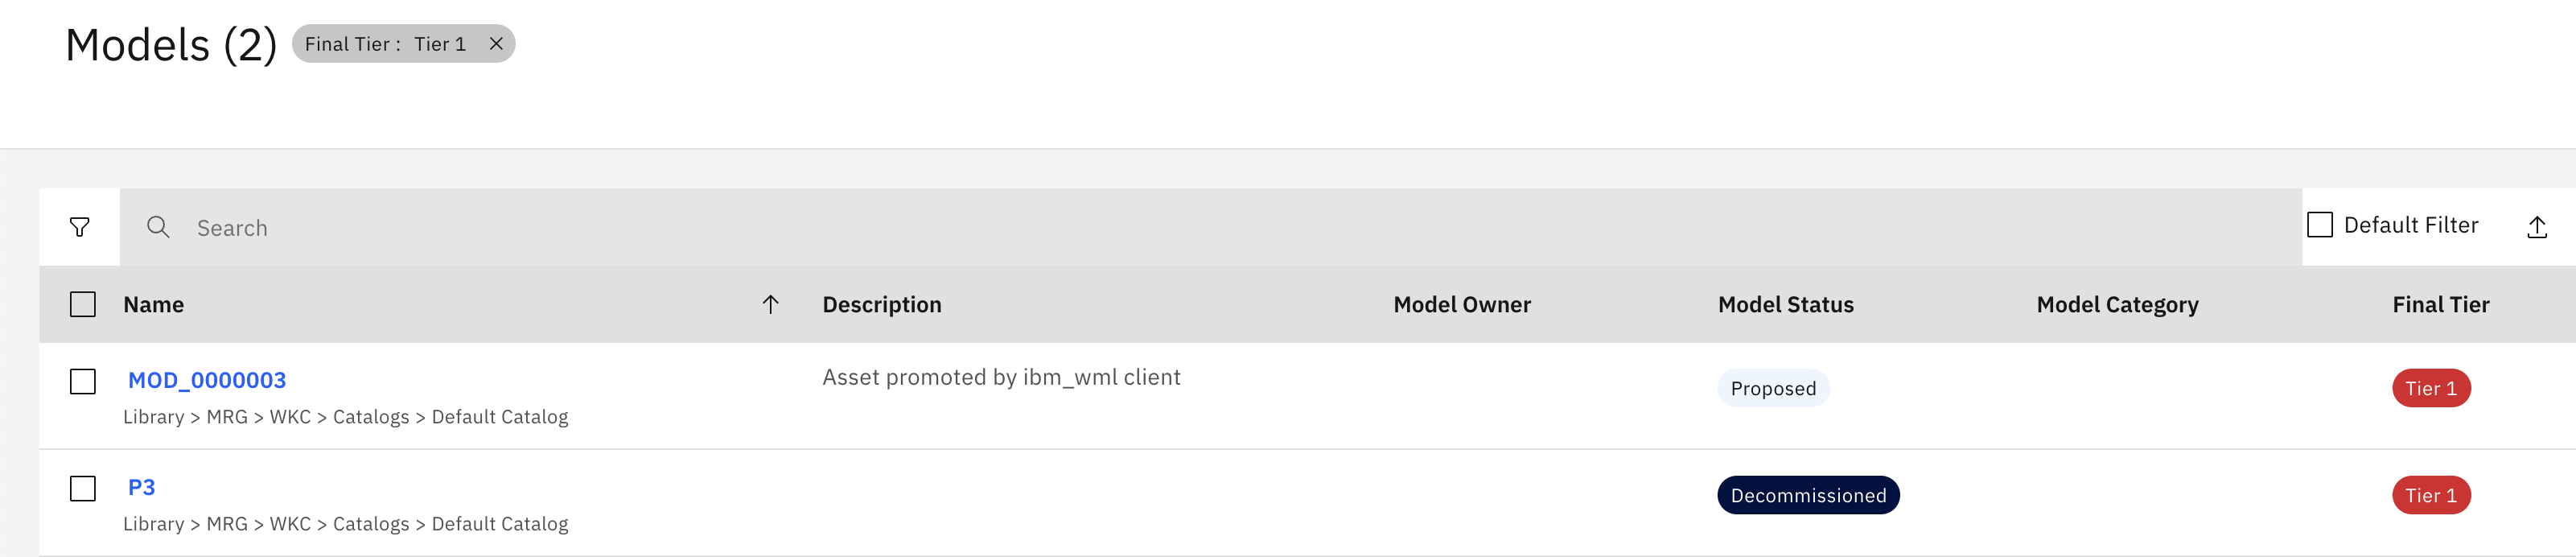 Models (2) Final Tier : Tier 1
Search Default Filter
Name Description Model Owner Model Status Model Category Final Tier
MOD_0000003 Asset promoted by ibm_wml client Proposed Tier 1
Library > MRG > WKC > Catalogs > Default Catalog
P3 Decommissioned Tier 1
Library > MRG > WKC > Catalogs > Default Catalog